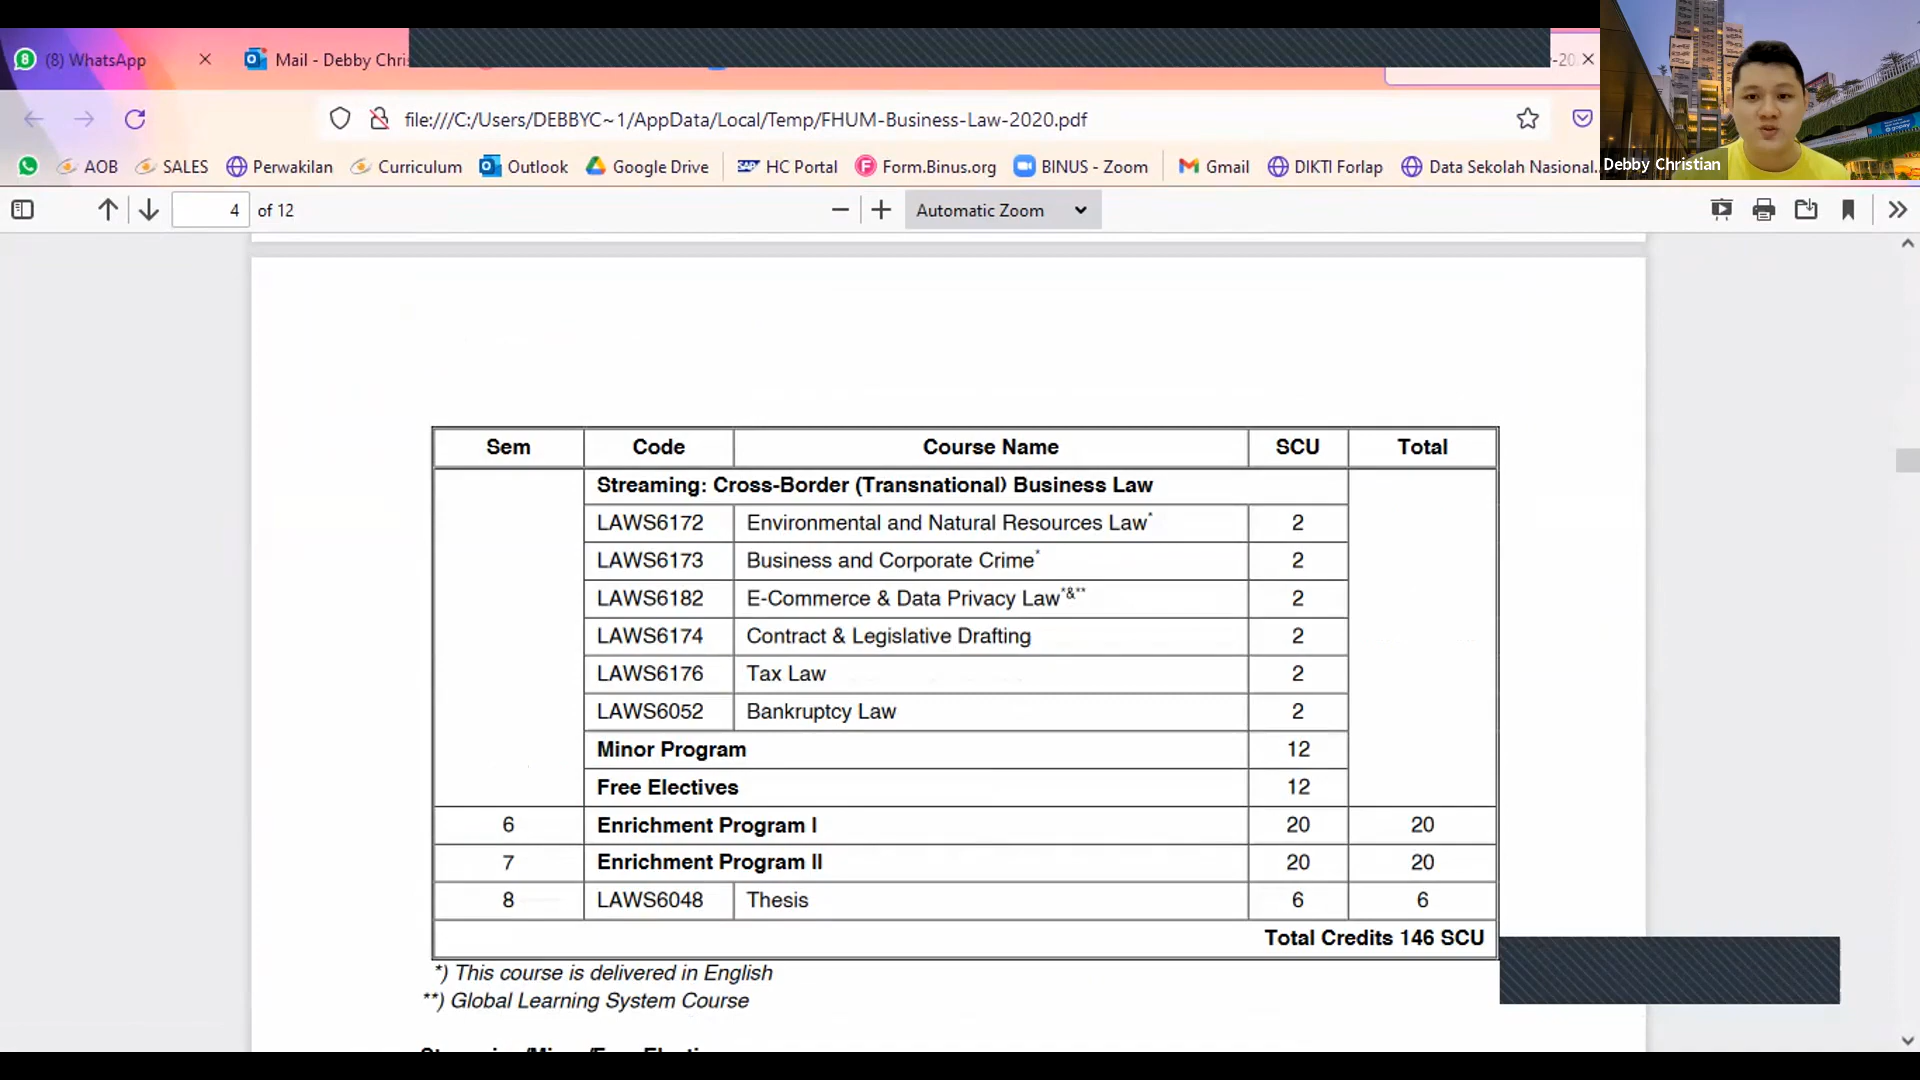 (8) WhatsApp
Mail - Debby Chri
-20
file:///C:/Users/DEBBYC~1/AppData/Local/Temp/FHUM-Business-Law-2020.pdf
AOB SALES Perwakilan Curriculum Outlook Google Drive HC Portal Form.Binus.org BINUS - Zoom Gmail DIKTI Forlap Data Sekolah Nasional...
Debby Christian
4 of 12 Automatic Zoom
Sem Code Course Name SCU Total
Streaming: Cross-Border (Transnational) Business Law
LAWS6172 Environmental and Natural Resources Law* 2
LAWS6173 Business and Corporate Crime* 2
LAWS6182 E-Commerce & Data Privacy Law*&** 2
LAWS6174 Contract & Legislative Drafting 2
LAWS6176 Tax Law 2
LAWS6052 Bankruptcy Law 2
Minor Program 12
Free Electives 12
6 Enrichment Program I 20 20
7 Enrichment Program II 20 20
8 LAWS6048 Thesis 6 6
Total Credits 146 SCU
*) This course is delivered in English
**) Global Learning System Course